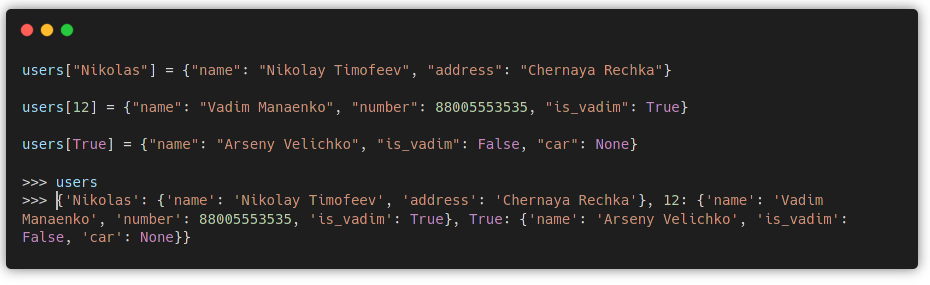 users["Nikolas"] = {"name": "Nikolay Timofeev", "address": "Chernaya Rechka"}
users[12] = {"name": "Vadim Manaenko", "number": 88005553535, "is_vadim": True}
users[True] = {"name": "Arseny Velichko", "is_vadim": False, "car": None}
>>> users
>>> {'Nikolas': {'name': 'Nikolay Timofeev', 'address': 'Chernaya Rechka'}, 12: {'name': 'Vadim
Manaenko', 'number': 88005553535, 'is_vadim': True}, True: {'name': 'Arseny Velichko', 'is_vadim':
False, 'car': None}}